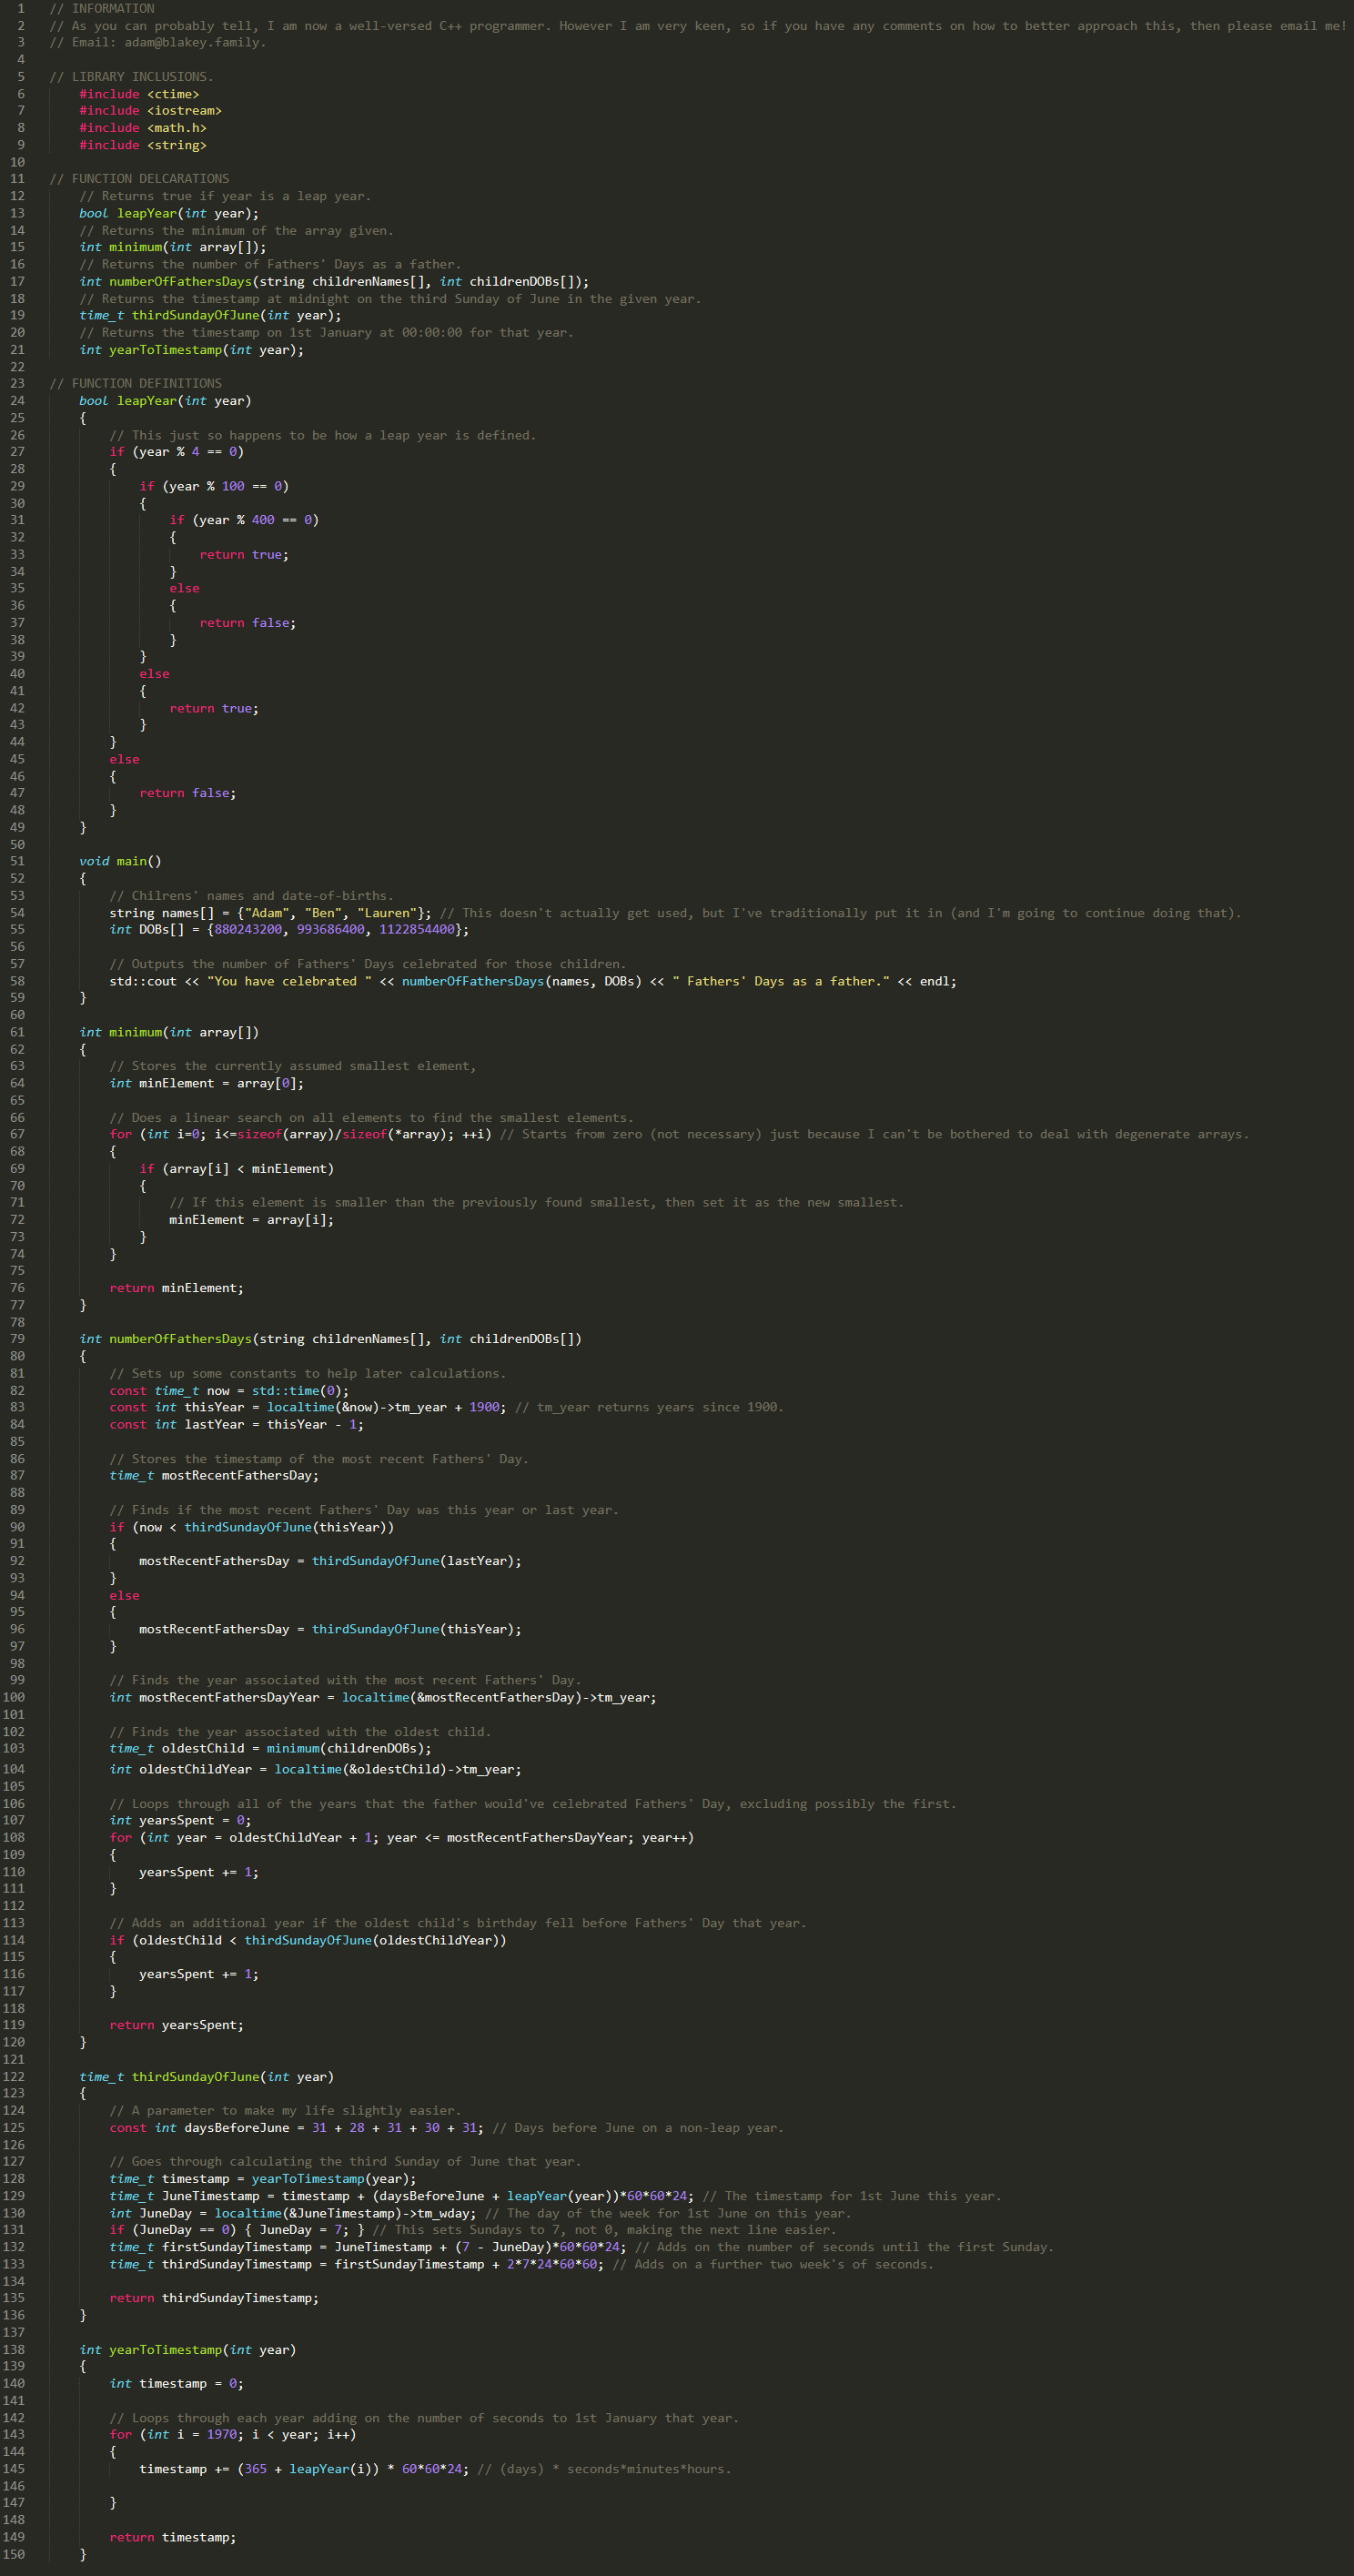 1 // INFORMATION
2 // As you can probably tell, I am now a well-versed C++ programmer. However I am very keen, so if you have any comments on how to better approach this, then please email me!
3 // Email: adam@blakey.family.
4
5 // LIBRARY INCLUSIONS.
6 #include <ctime>
7 #include <iostream>
8 #include <math.h>
9 #include <string>
10
11 // FUNCTION DELCARATIONS
12 // Returns true if year is a leap year.
13 bool leapYear(int year);
14 // Returns the minimum of the array given.
15 int minimum(int array[]);
16 // Returns the number of Fathers' Days as a father.
17 int numberOfFathersDays(string childrenNames[], int childrenDOBs[]);
18 // Returns the timestamp at midnight on the third Sunday of June in the given year.
19 time_t thirdSundayOfJune(int year);
20 // Returns the timestamp on 1st January at 00:00:00 for that year.
21 int yearToTimestamp(int year);
22
23 // FUNCTION DEFINITIONS
24 bool leapYear(int year)
25 {
26 // This just so happens to be how a leap year is defined.
27 if (year % 4 == 0)
28 {
29 if (year % 100 == 0)
30 {
31 if (year % 400 == 0)
32 {
33 return true;
34 }
35 else
36 {
37 return false;
38 }
39 }
40 else
41 {
42 return true;
43 }
44 }
45 else
46 {
47 return false;
48 }
49 }
50
51 void main()
52 {
53 // Chilrens' names and date-of-births.
54 string names[] = {"Adam", "Ben", "Lauren"}; // This doesn't actually get used, but I've traditionally put it in (and I'm going to continue doing that).
55 int DOBs[] = {880243200, 993686400, 1122854400};
56
57 // Outputs the number of Fathers' Days celebrated for those children.
58 std::cout << "You have celebrated " << numberOfFathersDays(names, DOBs) << " Fathers' Days as a father." << endl;
59 }
60
61 int minimum(int array[])
62 {
63 // Stores the currently assumed smallest element,
64 int minElement = array[0];
65
66 // Does a linear search on all elements to find the smallest elements.
67 for (int i=0; i<=sizeof(array)/sizeof(*array); ++i) // Starts from zero (not necessary) just because I can't be bothered to deal with degenerate arrays.
68 {
69 if (array[i] < minElement)
70 {
71 // If this element is smaller than the previously found smallest, then set it as the new smallest.
72 minElement = array[i];
73 }
74 }
75
76 return minElement;
77 }
78
79 int numberOfFathersDays(string childrenNames[], int childrenDOBs[])
80 {
81 // Sets up some constants to help later calculations.
82 const time_t now = std::time(0);
83 const int thisYear = localtime(&now)->tm_year + 1900; // tm_year returns years since 1900.
84 const int lastYear = thisYear - 1;
85
86 // Stores the timestamp of the most recent Fathers' Day.
87 time_t mostRecentFathersDay;
88
89 // Finds if the most recent Fathers' Day was this year or last year.
90 if (now < thirdSundayOfJune(thisYear))
91 {
92 mostRecentFathersDay = thirdSundayOfJune(lastYear);
93 }
94 else
95 {
96 mostRecentFathersDay = thirdSundayOfJune(thisYear);
97 }
98
99 // Finds the year associated with the most recent Fathers' Day.
100 int mostRecentFathersDayYear = localtime(&mostRecentFathersDay)->tm_year;
101
102 // Finds the year associated with the oldest child.
103 time_t oldestChild = minimum(childrenDOBs);
104 int oldestChildYear = localtime(&oldestChild)->tm_year;
105
106 // Loops through all of the years that the father would've celebrated Fathers' Day, excluding possibly the first.
107 int yearsSpent = 0;
108 for (int year = oldestChildYear + 1; year <= mostRecentFathersDayYear; year++)
109 {
110 yearsSpent += 1;
111 }
112
113 // Adds an additional year if the oldest child's birthday fell before Fathers' Day that year.
114 if (oldestChild < thirdSundayOfJune(oldestChildYear))
115 {
116 yearsSpent += 1;
117 }
118
119 return yearsSpent;
120 }
121
122 time_t thirdSundayOfJune(int year)
123 {
124 // A parameter to make my life slightly easier.
125 const int daysBeforeJune = 31 + 28 + 31 + 30 + 31; // Days before June on a non-leap year.
126
127 // Goes through calculating the third Sunday of June that year.
128 time_t timestamp = yearToTimestamp(year);
129 time_t JuneTimestamp = timestamp + (daysBeforeJune + leapYear(year))*60*60*24; // The timestamp for 1st June this year.
130 int JuneDay = localtime(&JuneTimestamp)->tm_wday; // The day of the week for 1st June on this year.
131 if (JuneDay == 0) { JuneDay = 7; } // This sets Sundays to 7, not 0, making the next line easier.
132 time_t firstSundayTimestamp = JuneTimestamp + (7 - JuneDay)*60*60*24; // Adds on the number of seconds until the first Sunday.
133 time_t thirdSundayTimestamp = firstSundayTimestamp + 2*7*24*60*60; // Adds on a further two week's of seconds.
134
135 return thirdSundayTimestamp;
136 }
137
138 int yearToTimestamp(int year)
139 {
140 int timestamp = 0;
141
142 // Loops through each year adding on the number of seconds to 1st January that year.
143 for (int i = 1970; i < year; i++)
144 {
145 timestamp += (365 + leapYear(i)) * 60*60*24; // (days) * seconds*minutes*hours.
146
147 }
148
149 return timestamp;
150 }